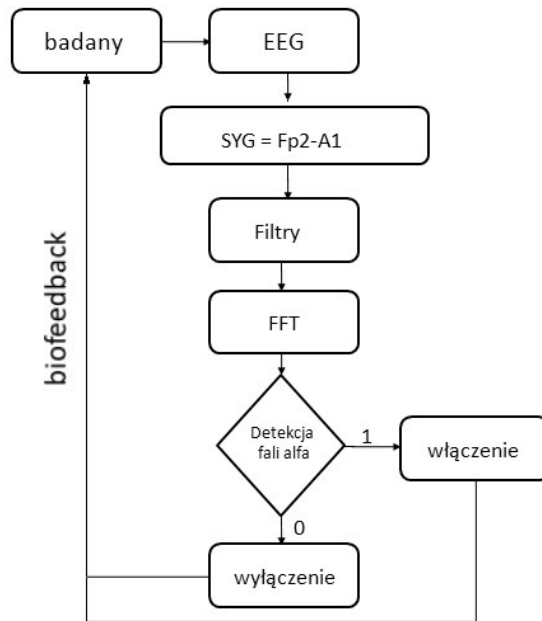 badany
EEG
SYG = Fp2-A1
Filtry
FFT
Detekcja
fali alfa
1
włączenie
0
wyłączenie
biofeedback